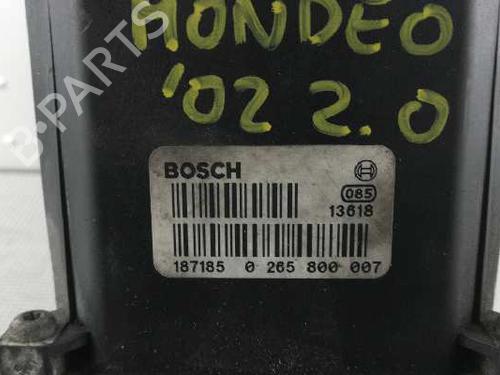 MONDEO
'02 2.0
B-PARTS
BOSCH
085
13618
187185 0 265 800 007